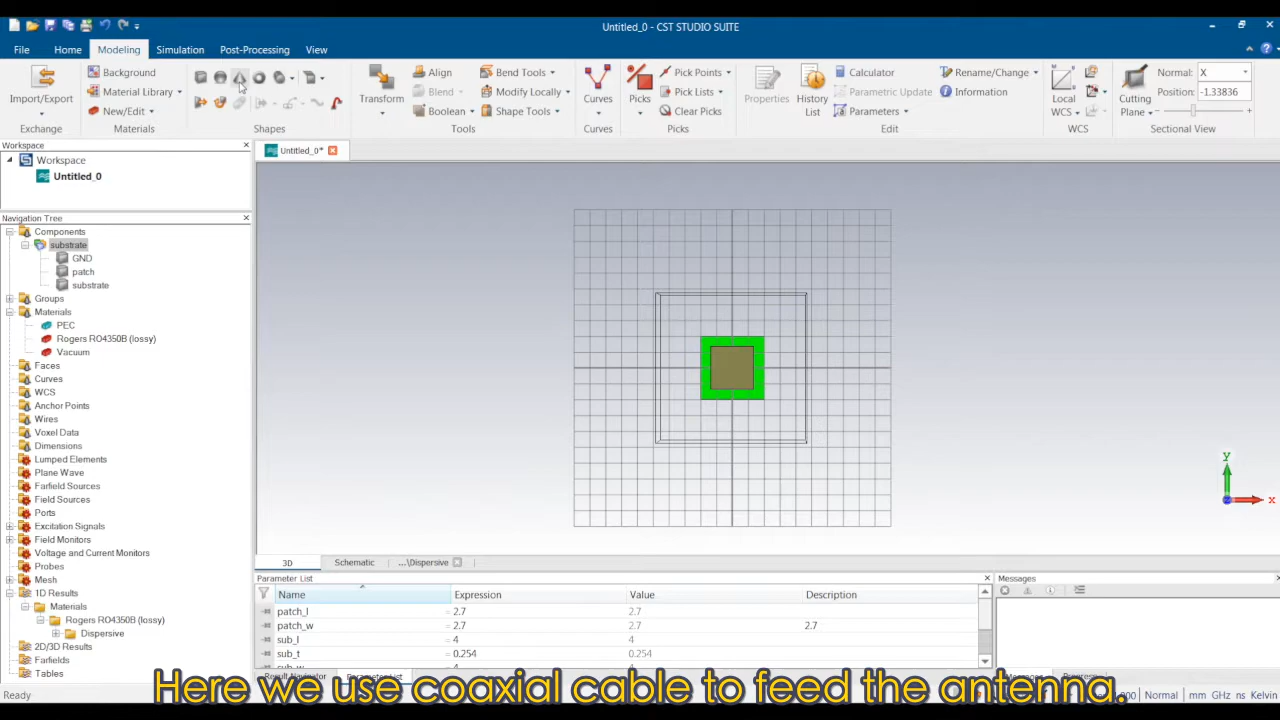 Untitled_0 - CST STUDIO SUITE
File Home Modeling Simulation Post-Processing View
Import/Export
Exchange
Background
Material Library
New/Edit
Materials
Shapes
Transform
Align
Blend
Boolean
Bend Tools
Modify Locally
Shape Tools
Tools
Curves
Curves
Picks
Pick Points
Pick Lists
Clear Picks
Picks
Properties
History List
Calculator
Parametric Update
Parameters
Rename/Change
Information
Edit
Local WCS
WCS
Cutting Plane
Normal: X
Position: -1.33836
Sectional View
Workspace
Workspace
Untitled_0
Untitled_0*
Navigation Tree
Components
substrate
GND
patch
substrate
Groups
Materials
PEC
Rogers RO4350B (lossy)
Vacuum
Faces
Curves
WCS
Anchor Points
Wires
Voxel Data
Dimensions
Lumped Elements
Plane Wave
Farfield Sources
Field Sources
Ports
Excitation Signals
Field Monitors
Voltage and Current Monitors
Probes
Mesh
1D Results
Materials
Rogers RO4350B (lossy)
Dispersive
2D/3D Results
Farfields
Tables
y
x
3D Schematic ...\Dispersive
Parameter List
Name Expression Value Description
patch_l = 2.7 2.7
patch_w = 2.7 2.7 2.7
sub_l = 4 4
sub_t = 0.254 0.254
Messages
Here we use coaxial cable to feed the antenna.
Ready
Normal mm GHz ns Kelvin